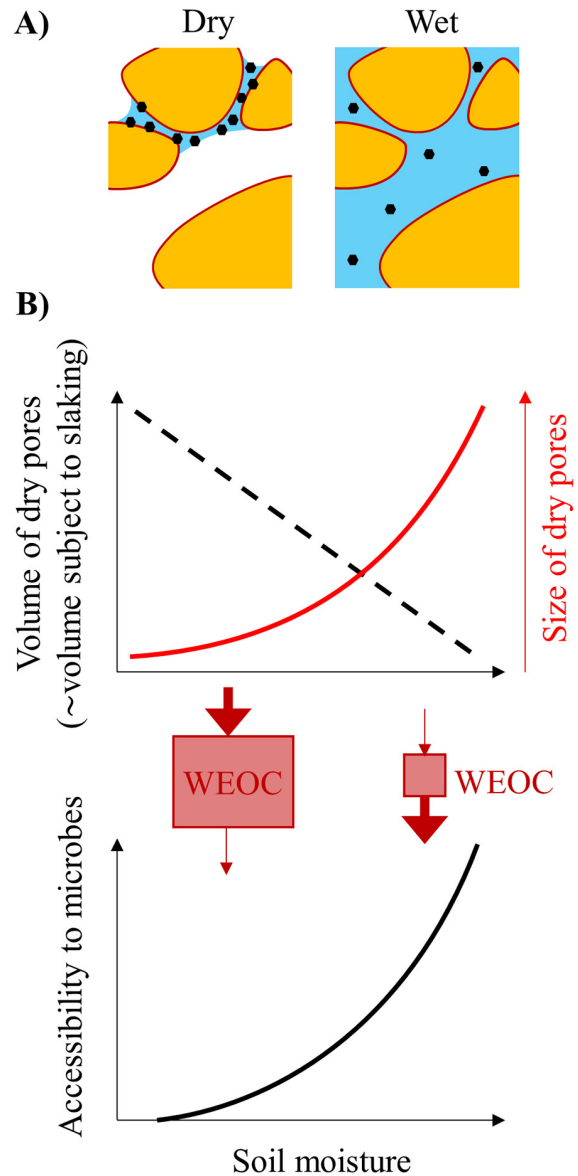 A)
Dry
Wet
B)
Volume of dry pores
(~volume subject to slaking)
Size of dry pores
WEOC
WEOC
Accessibility to microbes
Soil moisture